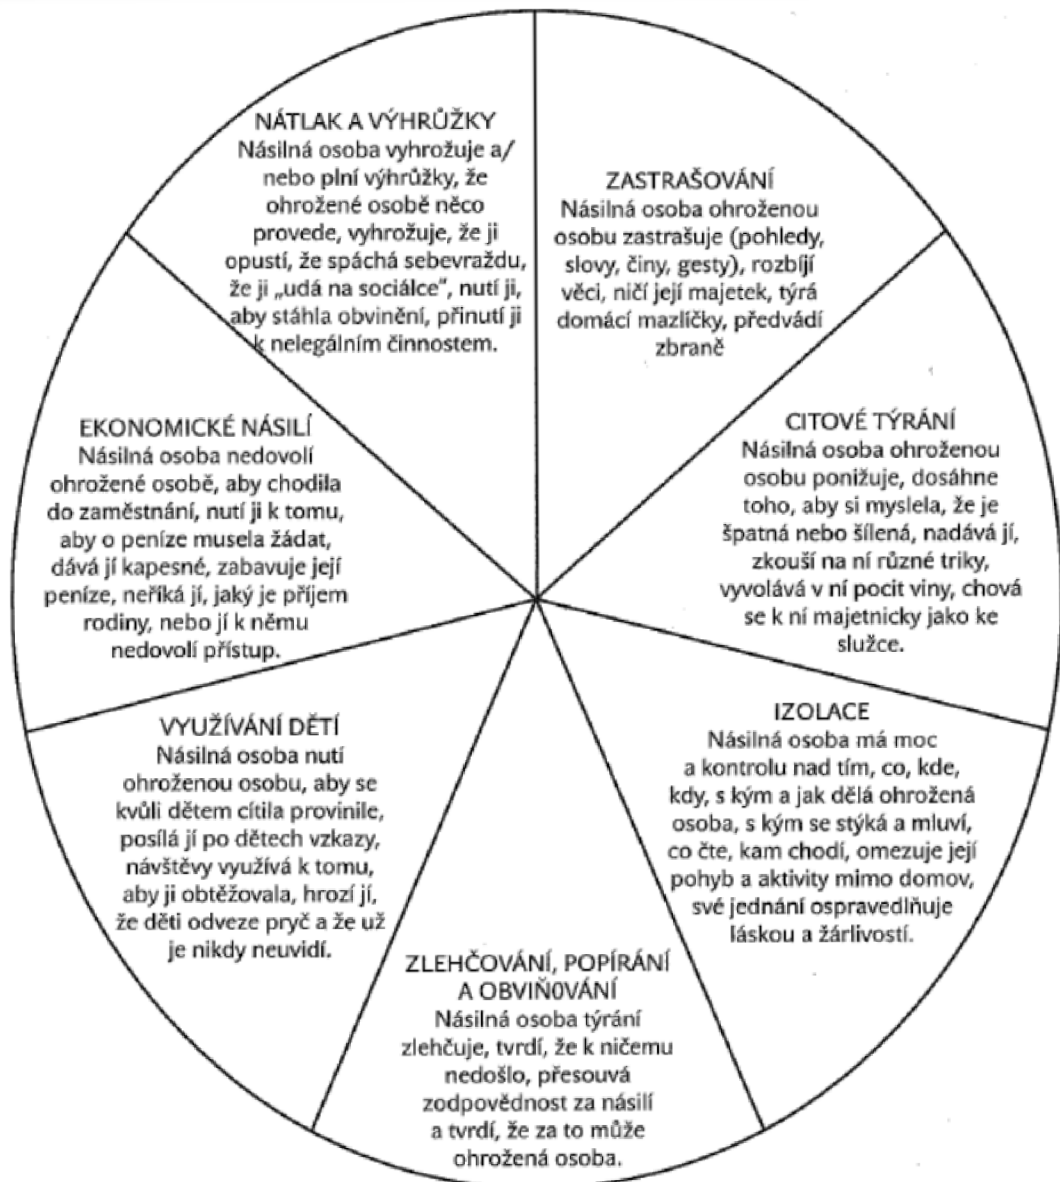 NÁTLAK A VÝHRŮŽKY
Násilná osoba vyhrožuje a/
nebo plní výhrůžky, že
ohrožené osobě něco
provede, vyhrožuje, že ji
opustí, že spáchá sebevraždu,
že ji „udá na sociálce“, nutí ji,
aby stáhla obvinění, přinutí ji
k nelegálním činnostem.
ZASTRAŠOVÁNÍ
Násilná osoba ohroženou
osobu zastrašuje (pohledy,
slovy, činy, gesty), rozbíjí
věci, ničí její majetek, týrá
domácí mazlíčky, předvádí
zbraně
CITOVÉ TÝRÁNÍ
Násilná osoba ohroženou
osobu ponižuje, dosáhne
toho, aby si myslela, že je
špatná nebo šílená, nadává jí,
zkouší na ní různé triky,
vyvolává v ní pocit viny, chová
se k ní majetnicky jako ke
služce.
IZOLACE
Násilná osoba má moc
a kontrolu nad tím, co, kde,
kdy, s kým a jak dělá ohrožená
osoba, s kým se stýká a mluví,
co čte, kam chodí, omezuje její
pohyb a aktivity mimo domov,
své jednání ospravedlňuje
láskou a žárlivostí.
ZLEHČOVÁNÍ, POPÍRÁNÍ
A OBVIŇ0VÁNÍ
Násilná osoba týrání
zlehčuje, tvrdí, že k ničemu
nedošlo, přesouvá
zodpovědnost za násilí
a tvrdí, že za to může
ohrožená osoba.
VYUŽÍVÁNÍ DĚTÍ
Násilná osoba nutí
ohroženou osobu, aby se
kvůli dětem cítila provinile,
posílá jí po dětech vzkazy,
návštěvy využívá k tomu,
aby ji obtěžovala, hrozí jí,
že děti odveze pryč a že už
je nikdy neuvidí.
EKONOMICKÉ NÁSILÍ
Násilná osoba nedovolí
ohrožené osobě, aby chodila
do zaměstnání, nutí ji k tomu,
aby o peníze musela žádat,
dává jí kapesné, zabavuje její
peníze, neříká jí, jaký je příjem
rodiny, nebo jí k němu
nedovolí přístup.